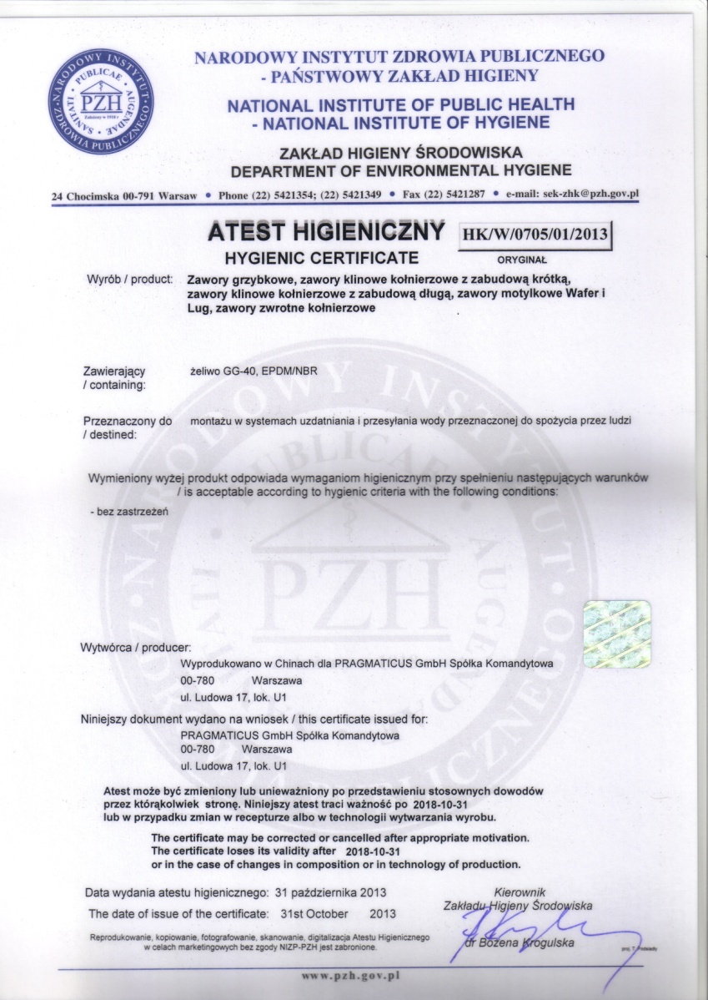 NARODOWY INSTYTUT ZDROWIA PUBLICZNEGO
- PAŃSTWOWY ZAKŁAD HIGIENY
NATIONAL INSTITUTE OF PUBLIC HEALTH
- NATIONAL INSTITUTE OF HYGIENE
ZAKŁAD HIGIENY ŚRODOWISKA
DEPARTMENT OF ENVIRONMENTAL HYGIENE
NARODOWY INSTYTUT ZDROWIA PUBLICZNEGO
SANITATI PUBLICAE AUGENDAE
PZH
Założony w 1918 r.
24 Chocimska 00-791 Warsaw • Phone (22) 5421354; (22) 5421349 • Fax (22) 5421287 • e-mail: sek-zhk@pzh.gov.pl
ATEST HIGIENICZNY HK/W/0705/01/2013
HYGIENIC CERTIFICATE ORYGINAŁ
Wyrób / product: Zawory grzybkowe, zawory klinowe kołnierzowe z zabudową krótką,
zawory klinowe kołnierzowe z zabudową długą, zawory motylkowe Wafer i
Lug, zawory zwrotne kołnierzowe
Zawierający żeliwo GG-40, EPDM/NBR
/ containing:
Przeznaczony do montażu w systemach uzdatniania i przesyłania wody przeznaczonej do spożycia przez ludzi
/ destined:
Wymieniony wyżej produkt odpowiada wymaganiom higienicznym przy spełnieniu następujących warunków
/ is acceptable according to hygienic criteria with the following conditions:
- bez zastrzeżeń
Wytwórca / producer:
Wyprodukowano w Chinach dla PRAGMATICUS GmbH Spółka Komandytowa
00-780 Warszawa
ul. Ludowa 17, lok. U1
Niniejszy dokument wydano na wniosek / this certificate issued for:
PRAGMATICUS GmbH Spółka Komandytowa
00-780 Warszawa
ul. Ludowa 17, lok. U1
Atest może być zmieniony lub unieważniony po przedstawieniu stosownych dowodów
przez którąkolwiek stronę. Niniejszy atest traci ważność po 2018-10-31
lub w przypadku zmian w recepturze albo w technologii wytwarzania wyrobu.
The certificate may be corrected or cancelled after appropriate motivation.
The certificate loses its validity after 2018-10-31
or in the case of changes in composition or in technology of production.
Data wydania atestu higienicznego: 31 października 2013
The date of issue of the certificate: 31st October 2013
Kierownik
Zakładu Higieny Środowiska
dr Bożena Krogulska
Reprodukowanie, kopiowanie, fotografowanie, skanowanie, digitalizacja Atestu Higienicznego
w celach marketingowych bez zgody NIZP-PZH jest zabronione.
www.pzh.gov.pl